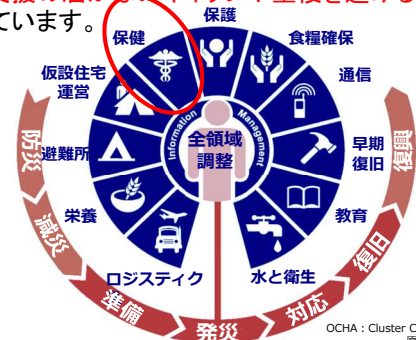 ています。
保護
保健
食糧確保
仮設住宅
運営
通信
Information Management
全領域
調整
避難所
早期
復旧
栄養
教育
ロジスティク
水と衛生
防災
減災
準備
発災
対応
復旧
復興
OCHA : Cluster C